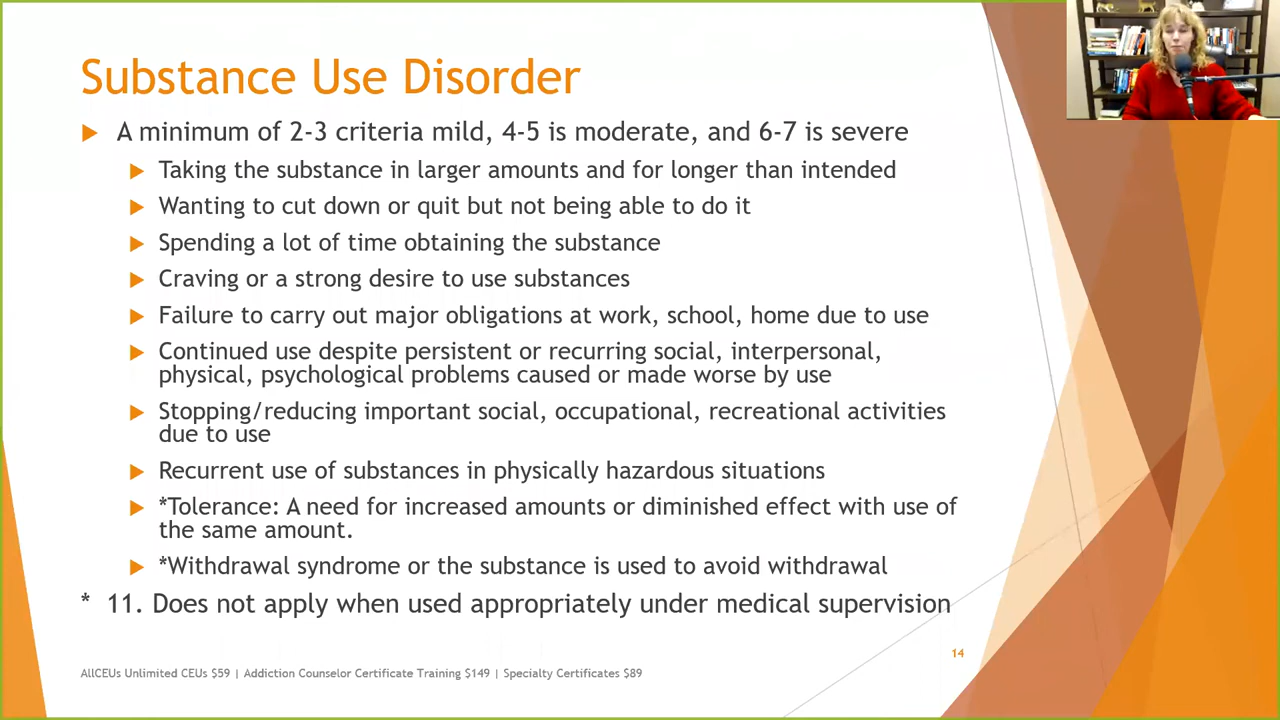 Substance Use Disorder
A minimum of 2-3 criteria mild, 4-5 is moderate, and 6-7 is severe
Taking the substance in larger amounts and for longer than intended
Wanting to cut down or quit but not being able to do it
Spending a lot of time obtaining the substance
Craving or a strong desire to use substances
Failure to carry out major obligations at work, school, home due to use
Continued use despite persistent or recurring social, interpersonal,
physical, psychological problems caused or made worse by use
Stopping/reducing important social, occupational, recreational activities
due to use
Recurrent use of substances in physically hazardous situations
*Tolerance: A need for increased amounts or diminished effect with use of
the same amount.
*Withdrawal syndrome or the substance is used to avoid withdrawal
* 11. Does not apply when used appropriately under medical supervision
14
AllCEUs Unlimited CEUs $59 | Addiction Counselor Certificate Training $149 | Specialty Certificates $89